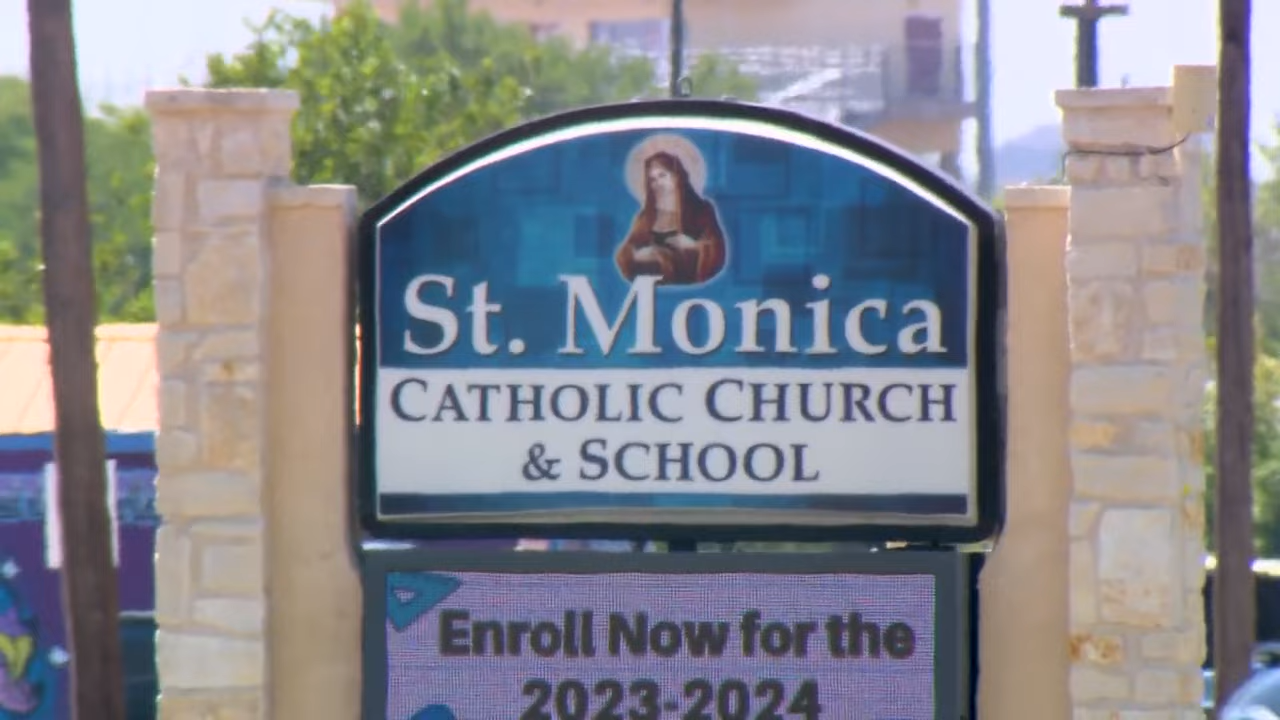 St. Monica
CATHOLIC CHURCH
& SCHOOL
Enroll Now for the
2023-2024